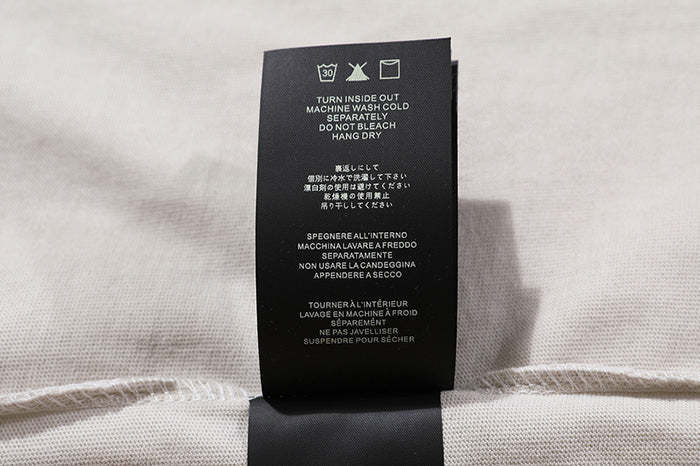 30
TURN INSIDE OUT
MACHINE WASH COLD
SEPARATELY
DO NOT BLEACH
HANG DRY
裏返しにして
個別に冷水で洗濯して下さい
漂白剤の使用は避けてください
乾燥機の使用禁止
吊り干ししてください
SPEGNERE ALL'INTERNO
MACCHINA LAVARE A FREDDO
SEPARATAMENTE
NON USARE LA CANDEGGINA
APPENDERE A SECCO
TOURNER À L'INTÉRIEUR
LAVAGE EN MACHINE À FROID
SÉPARÉMENT
NE PAS JAVELLISER
SUSPENDRE POUR SÉCHER